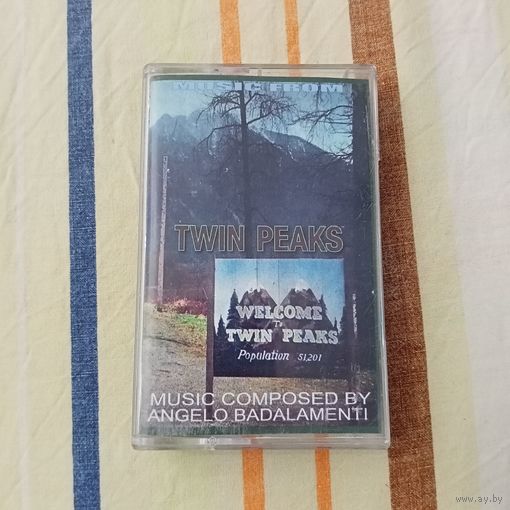 MUSIC FROM
TWIN PEAKS
WELCOME
To
TWIN PEAKS
Population 51,201
MUSIC COMPOSED BY
ANGELO BADALAMENTI
www.ay.by